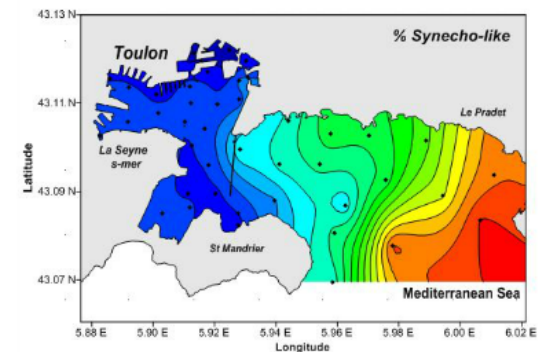 43.13 N
Toulon
% Synecho-like
43.11 N
Le Pradet
La Seyne
s-mer
Latitude
43.09 N
St Mandrier
43.07 N
Mediterranean Sea
5.88 E 5.90 E 5.92 E 5.94 E 5.96 E 5.98 E 6.00 E 6.02 E
Longitude